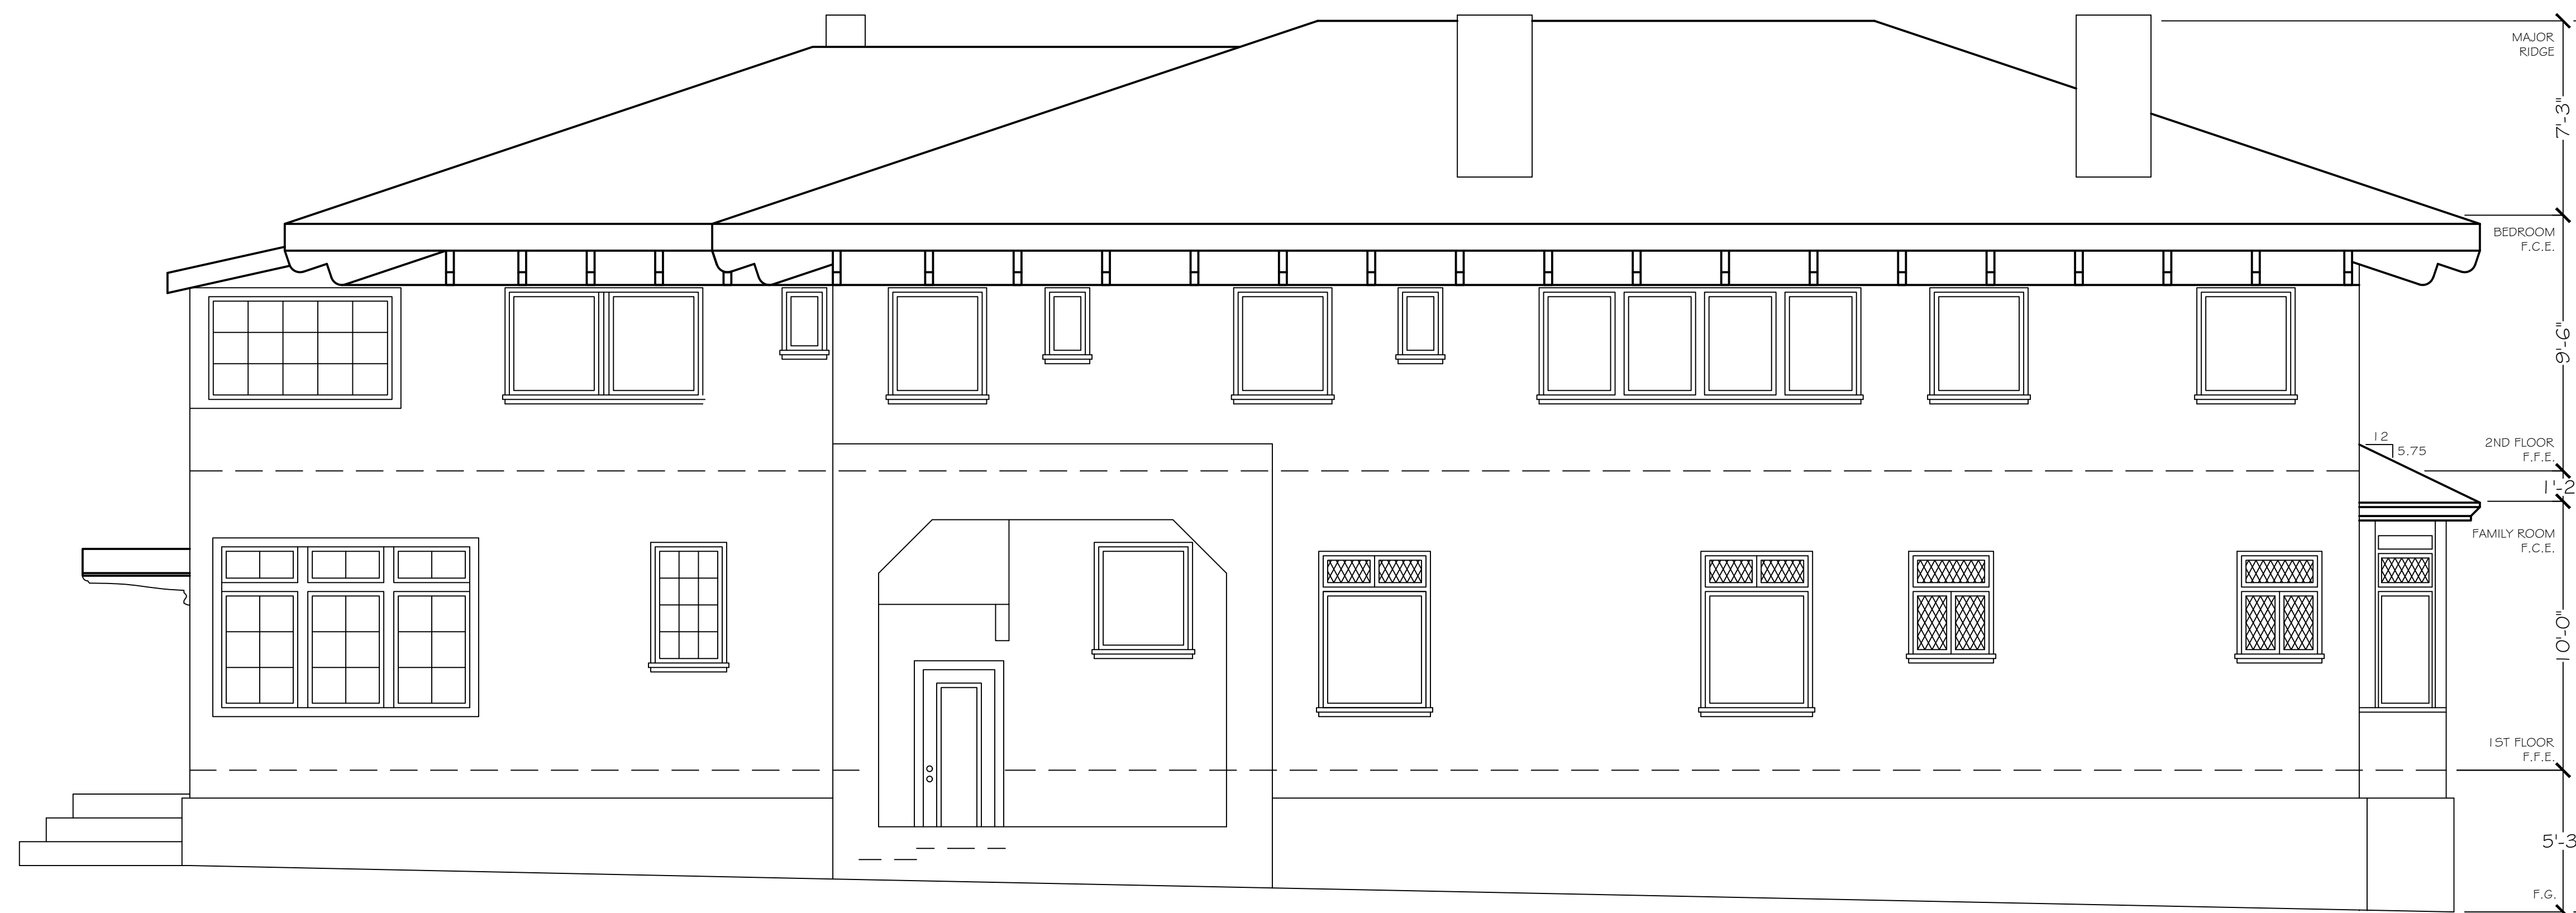 MAJOR
RIDGE
7'-3"
BEDROOM
F.C.E.
9'-6"
12
5.75
2ND FLOOR
F.F.E.
1'-2
FAMILY ROOM
F.C.E.
10'-0"
1ST FLOOR
F.F.E.
5'-3
F.G.